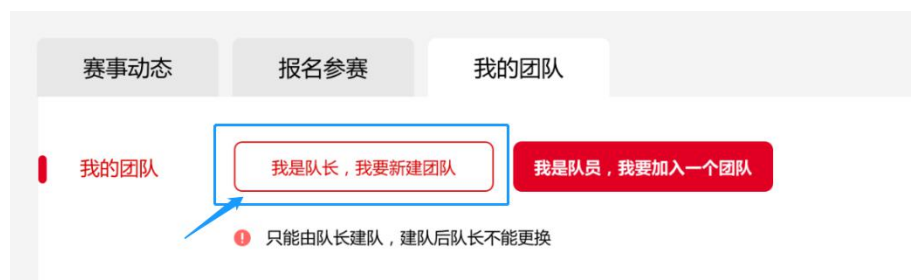 赛事动态 报名参赛 我的团队
我的团队 我是队长，我要新建团队 我是队员，我要加入一个团队
只能由队长建队，建队后队长不能更换